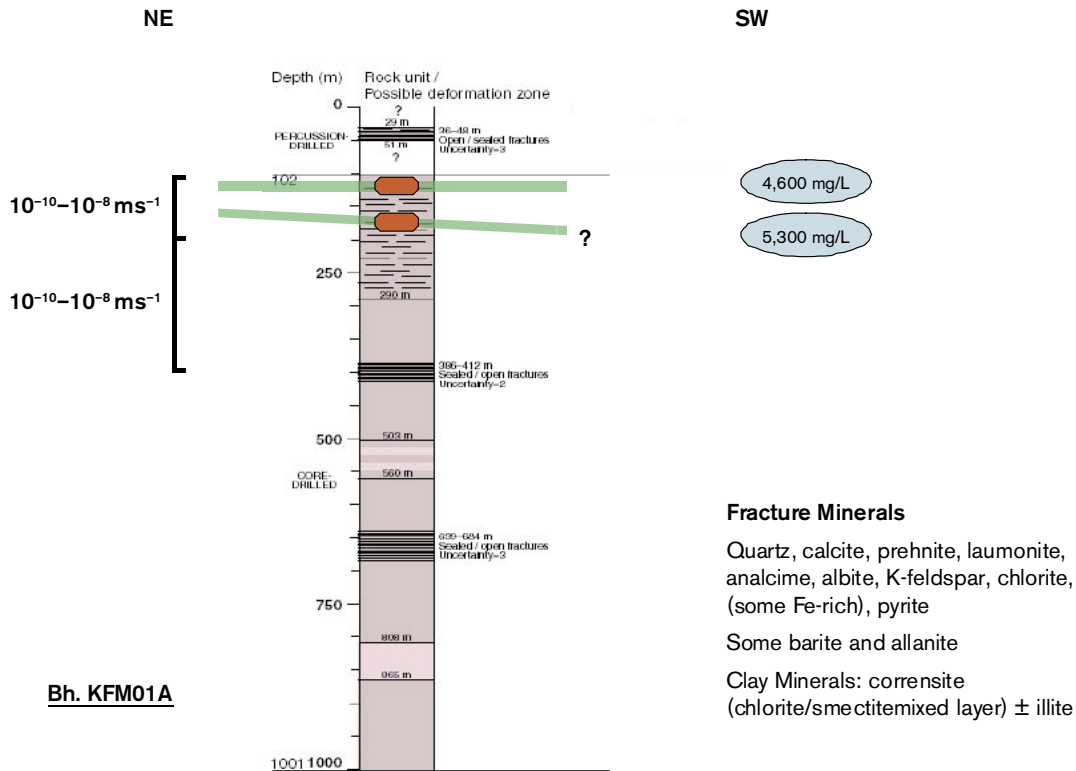 NE
SW
Depth (m)
Rock unit /
Possible deformation zone
0
?
29 m
PERCUSSION-
DRILLED
36–48 m
Open / sealed fractures
Uncertainty=3
51 m
?
102
10⁻¹⁰–10⁻⁸ ms⁻¹
4,600 mg/L
?
5,300 mg/L
250
10⁻¹⁰–10⁻⁸ ms⁻¹
290 m
386–412 m
Sealed / open fractures
Uncertainty=2
500
503 m
CORE-
DRILLED
560 m
639–684 m
Sealed / open fractures
Uncertainty=3
750
808 m
865 m
1001 1000
Bh. KFM01A
Fracture Minerals
Quartz, calcite, prehnite, laumonite,
analcime, albite, K-feldspar, chlorite,
(some Fe-rich), pyrite
Some barite and allanite
Clay Minerals: corrensite
(chlorite/smectitemixed layer) ± illite